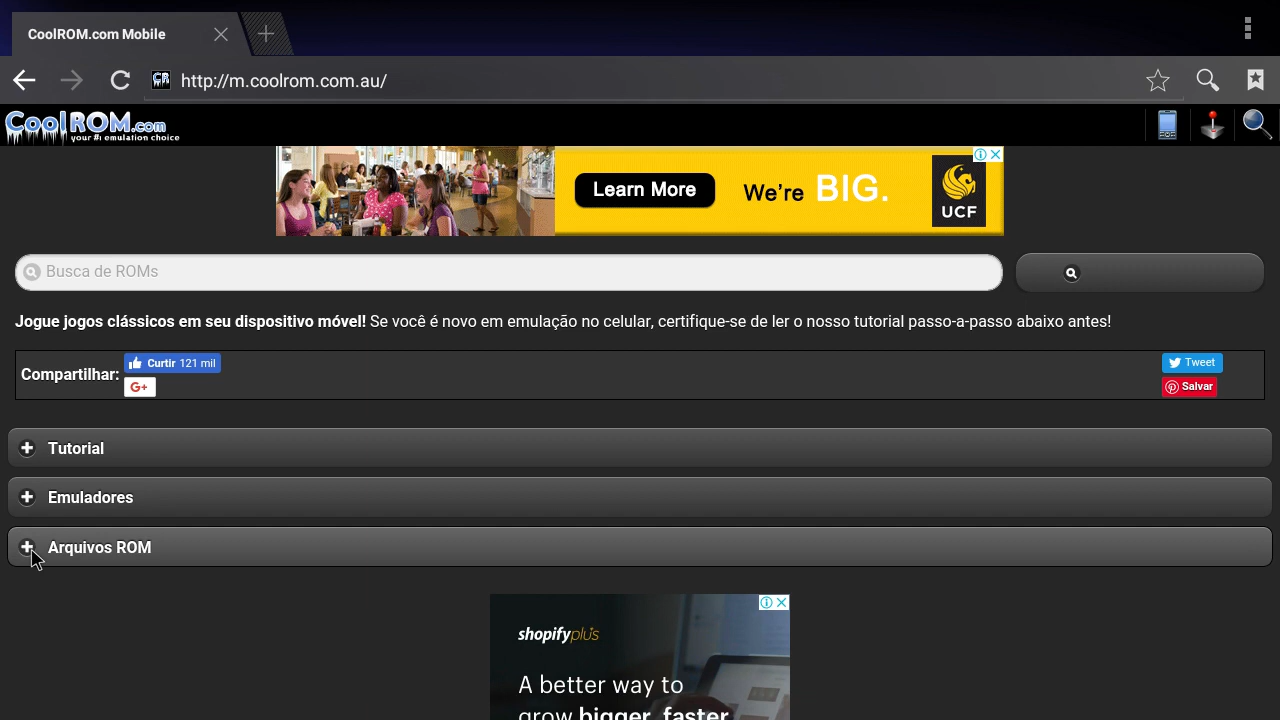 CoolROM.com Mobile
http://m.coolrom.com.au/
CoolROM.com
your #1 emulation choice
Learn More
We're BIG.
UCF
Busca de ROMs
Jogue jogos clássicos em seu dispositivo móvel! Se você é novo em emulação no celular, certifique-se de ler o nosso tutorial passo-a-passo abaixo antes!
Compartilhar:
Curtir 121 mil
G+
Tweet
Salvar
Tutorial
Emuladores
Arquivos ROM
shopifyplus
A better way to
grow bigger, faster